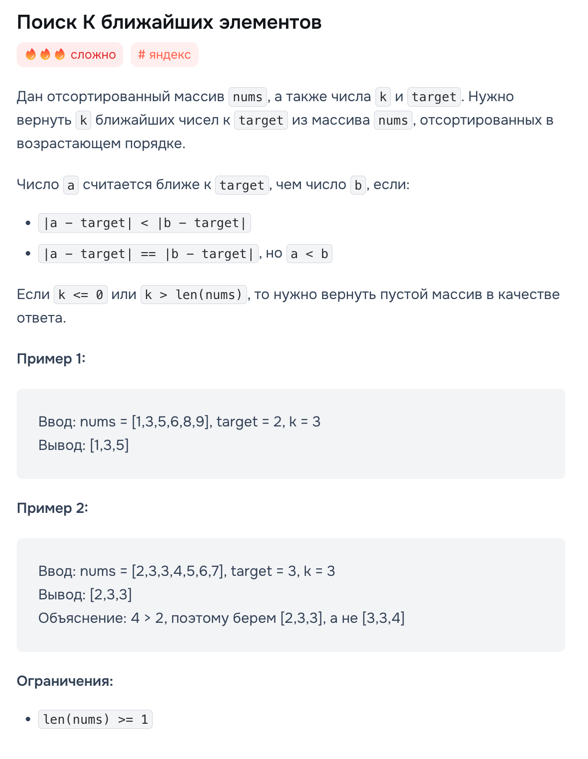 Поиск K ближайших элементов
🔥🔥🔥 сложно # яндекс
Дан отсортированный массив nums, а также числа k и target. Нужно
вернуть k ближайших чисел к target из массива nums, отсортированных в
возрастающем порядке.
Число a считается ближе к target, чем число b, если:
• |a − target| < |b − target|
• |a − target| == |b − target|, но a < b
Если k <= 0 или k > len(nums), то нужно вернуть пустой массив в качестве
ответа.
Пример 1:
Ввод: nums = [1,3,5,6,8,9], target = 2, k = 3
Вывод: [1,3,5]
Пример 2:
Ввод: nums = [2,3,3,4,5,6,7], target = 3, k = 3
Вывод: [2,3,3]
Объяснение: 4 > 2, поэтому берем [2,3,3], а не [3,3,4]
Ограничения:
• len(nums) >= 1